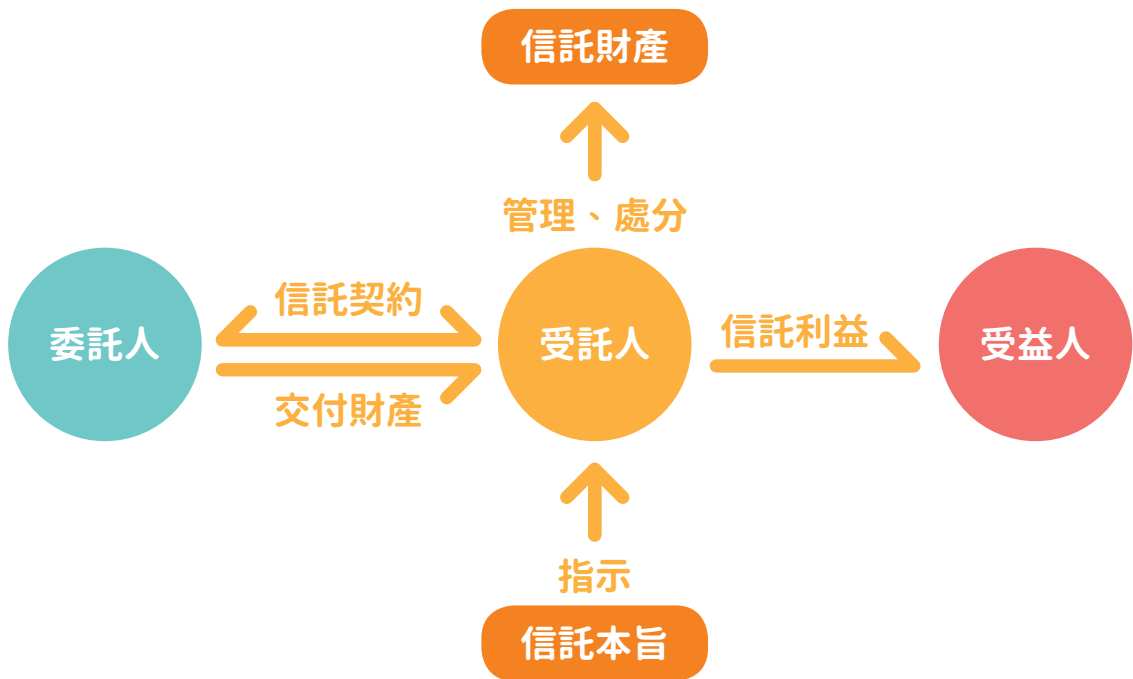 信託財產
管理、處分
委託人
信託契約
交付財產
受託人
信託利益
受益人
指示
信託本旨